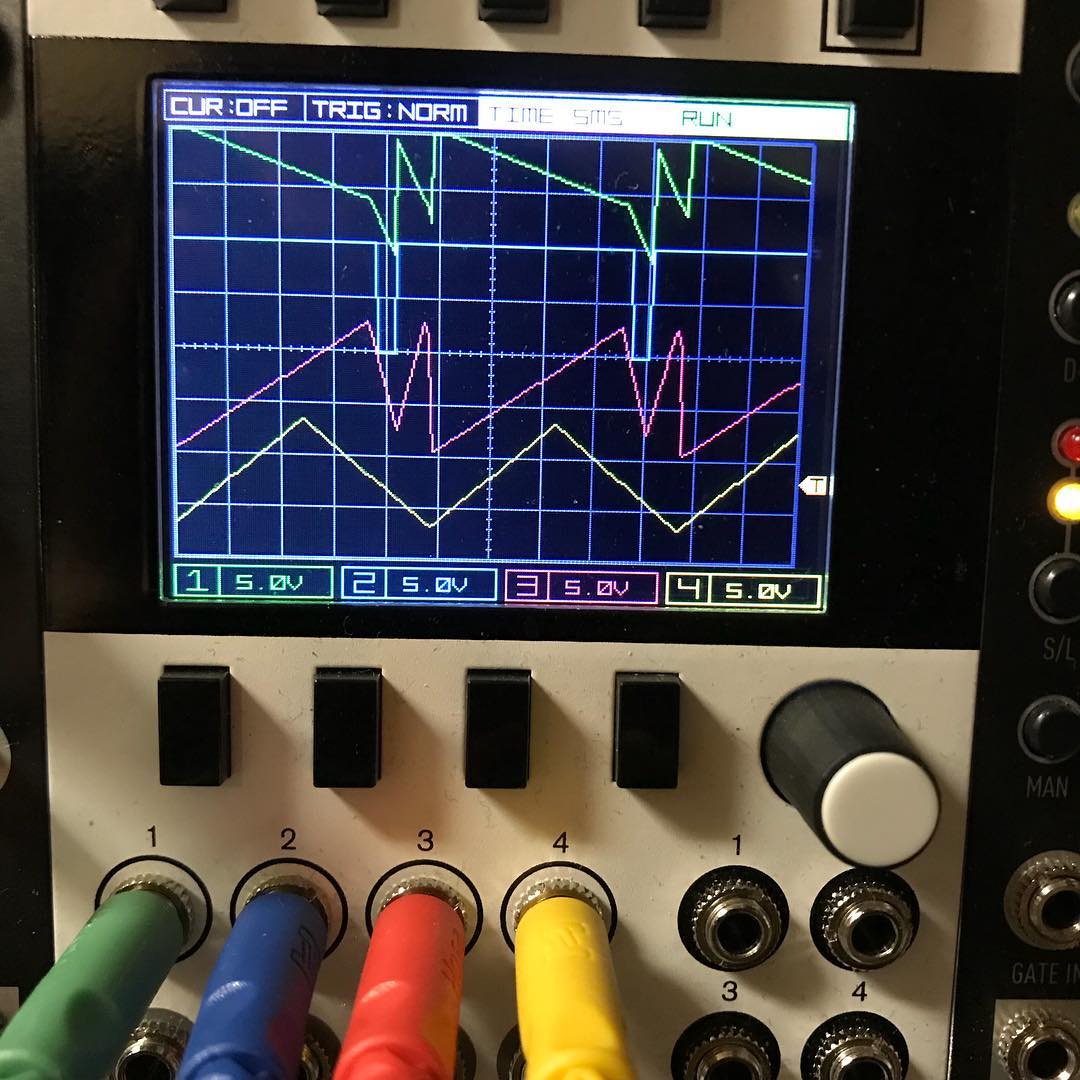 CUR:OFF TRIG:NORM TIME 5MS RUN
T
1 5.0V 2 5.0V 3 5.0V 4 5.0V
S/L
MAN
1 2 3 4 1
GATE IN
3 4